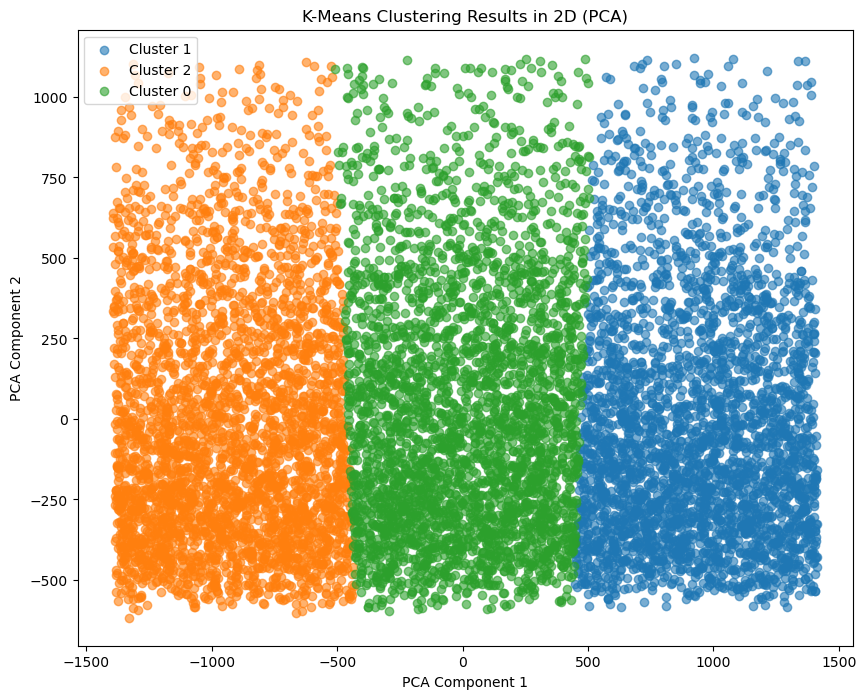 K-Means Clustering Results in 2D (PCA)
Cluster 1
Cluster 2
Cluster 0
1000
750
500
250
0
−250
−500
PCA Component 2
−1500
−1000
−500
0
500
1000
1500
PCA Component 1